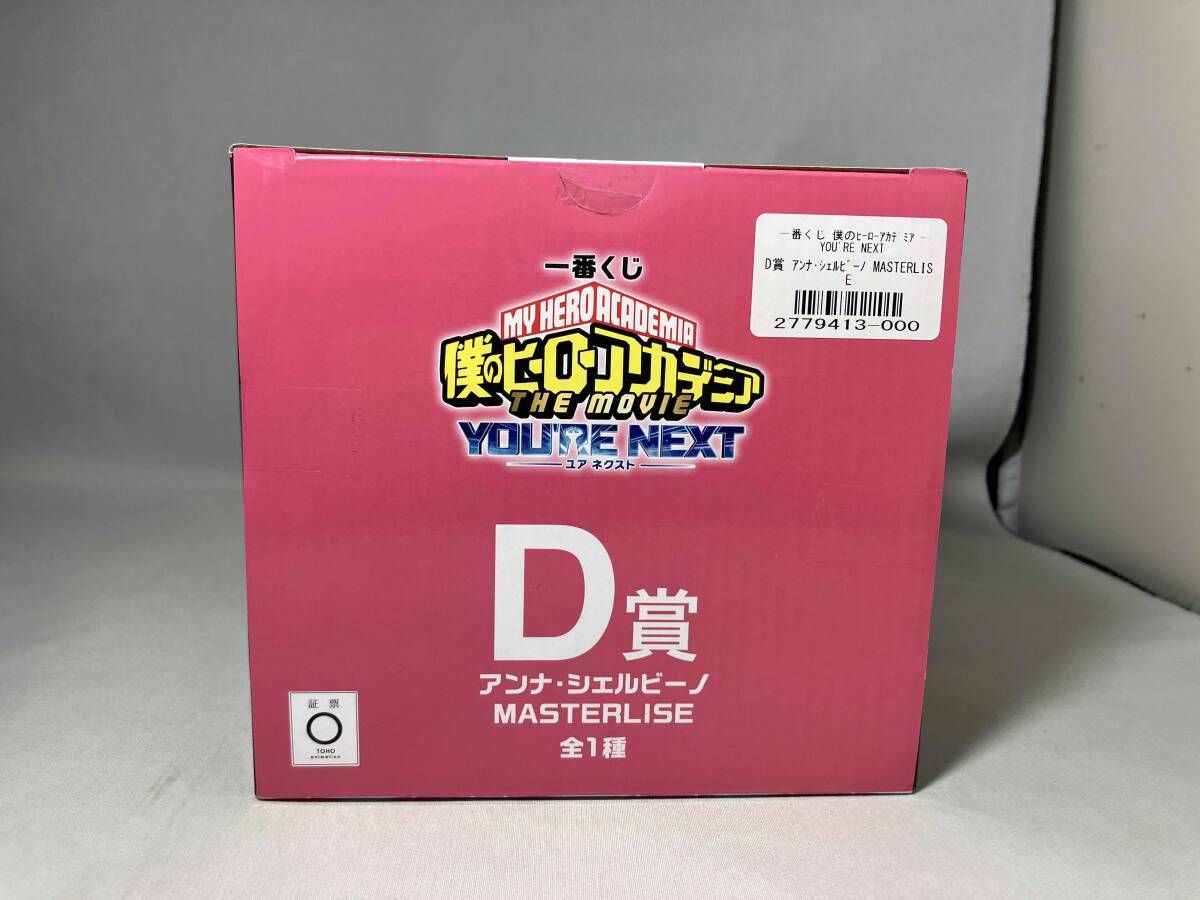 一番くじ
MY HERO ACADEMIA
僕のヒーローアカデミア
THE MOVIE
YOU'RE NEXT
ユア ネクスト
D賞
アンナ・シェルビーノ
MASTERLISE
全1種
証票
TOHO
animation
一番くじ 僕のﾋｰﾛｰｱｶﾃﾞﾐｱ -
YOU'RE NEXT
D賞 ｱﾝﾅ･ｼｪﾙﾋﾞｰﾉ MASTERLIS
E
2779413-000